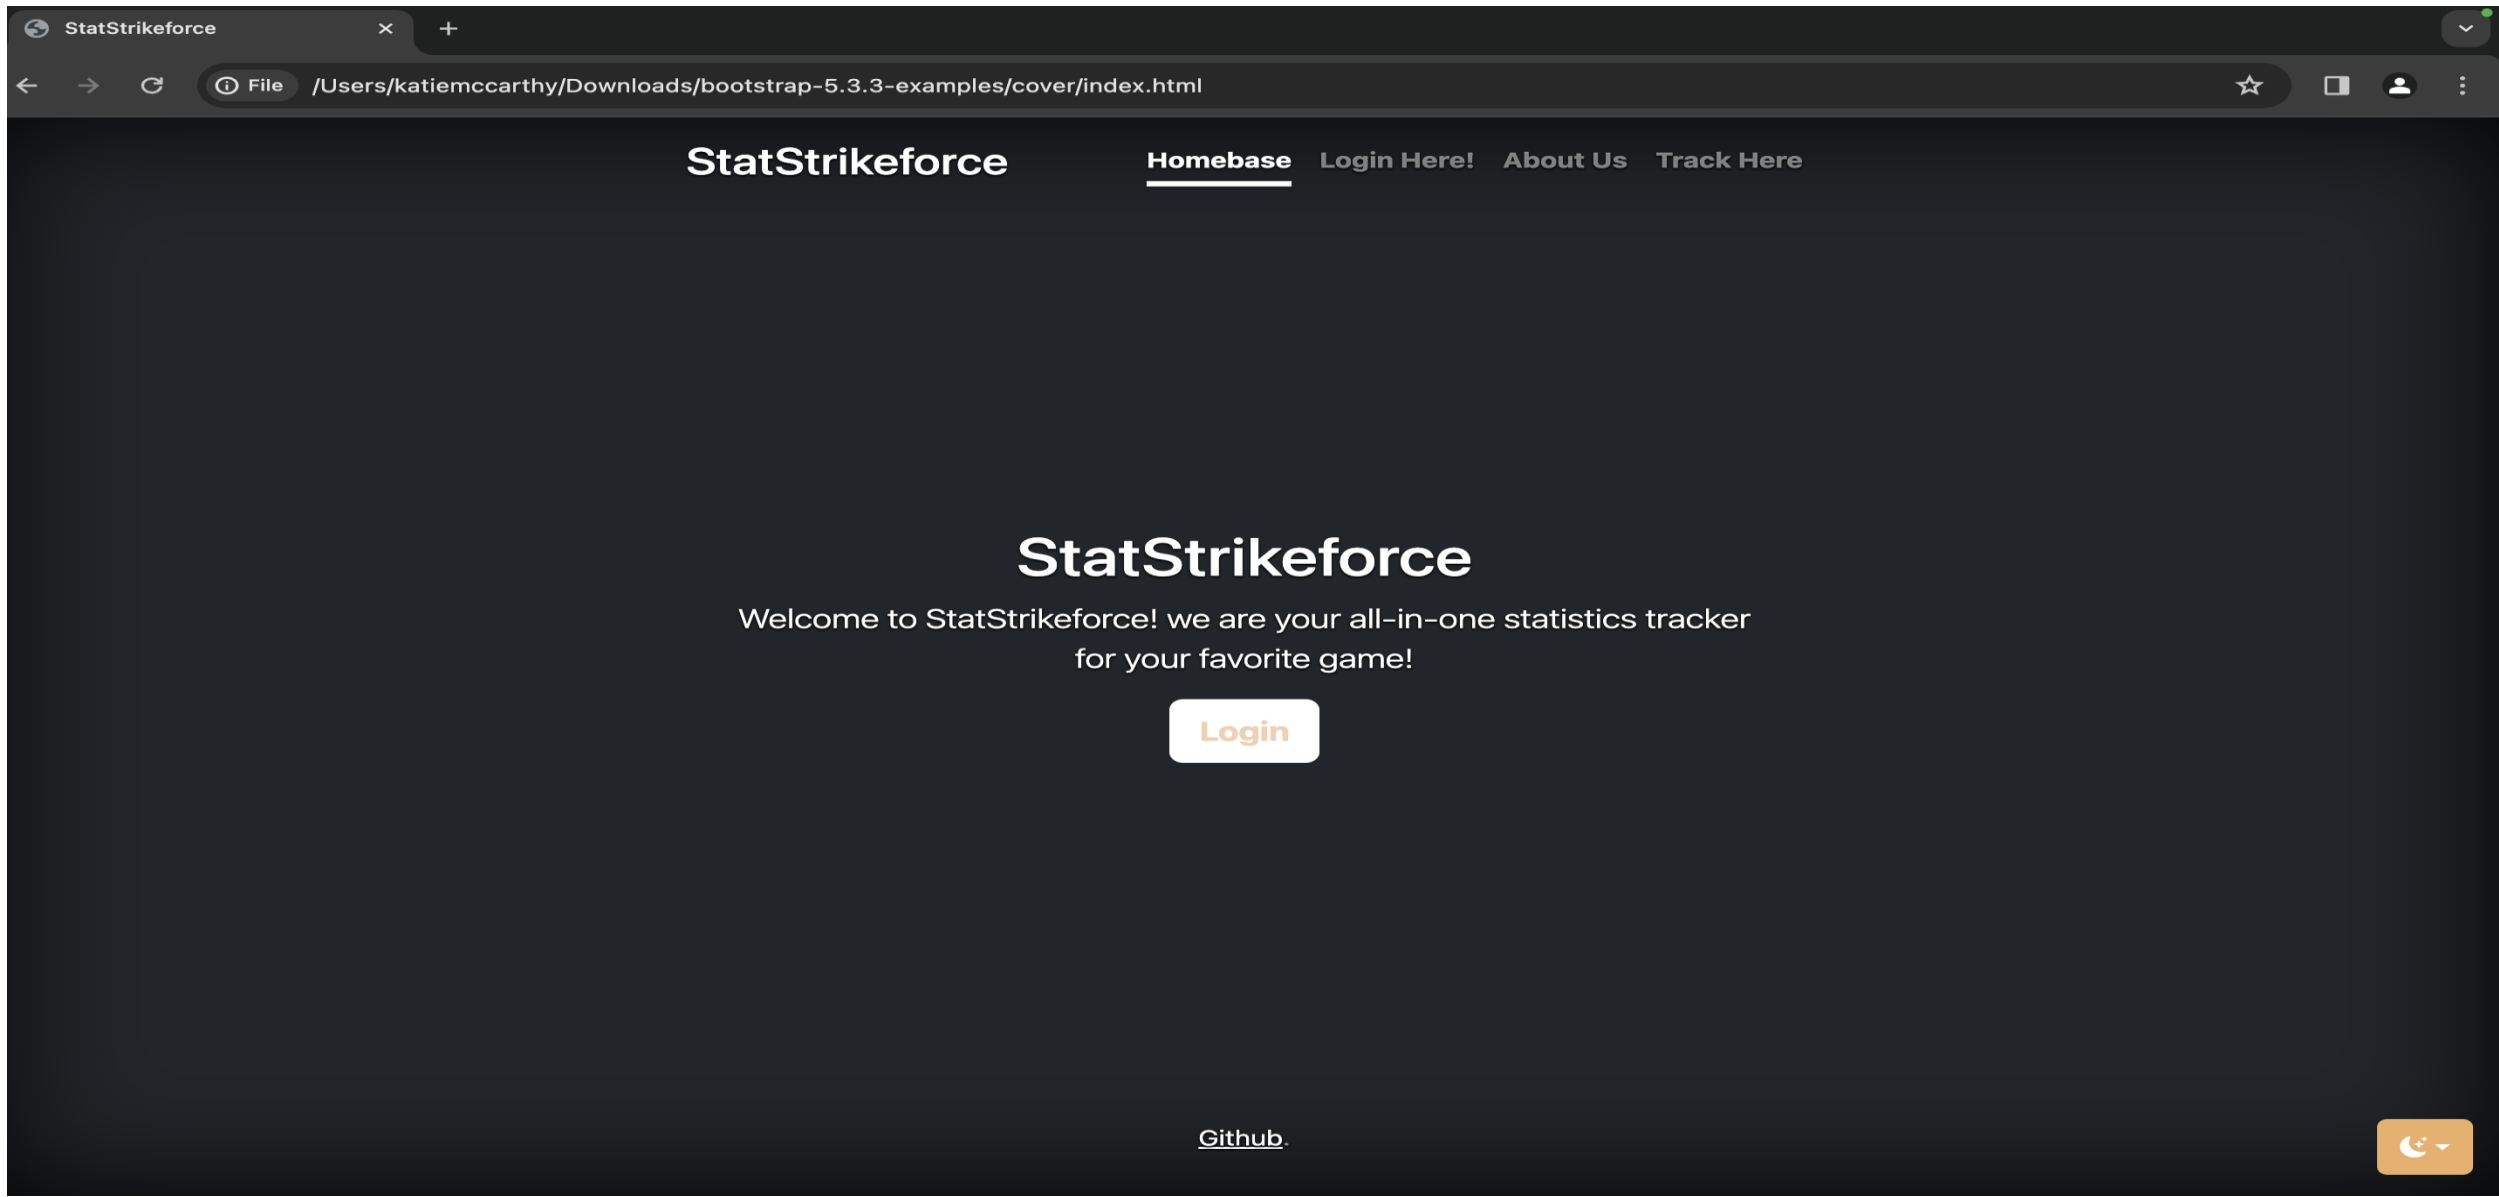 StatStrikeforce
File /Users/katiemccarthy/Downloads/bootstrap-5.3.3-examples/cover/index.html
StatStrikeforce Homebase Login Here! About Us Track Here
StatStrikeforce
Welcome to StatStrikeforce! we are your all-in-one statistics tracker
for your favorite game!
Login
Github.